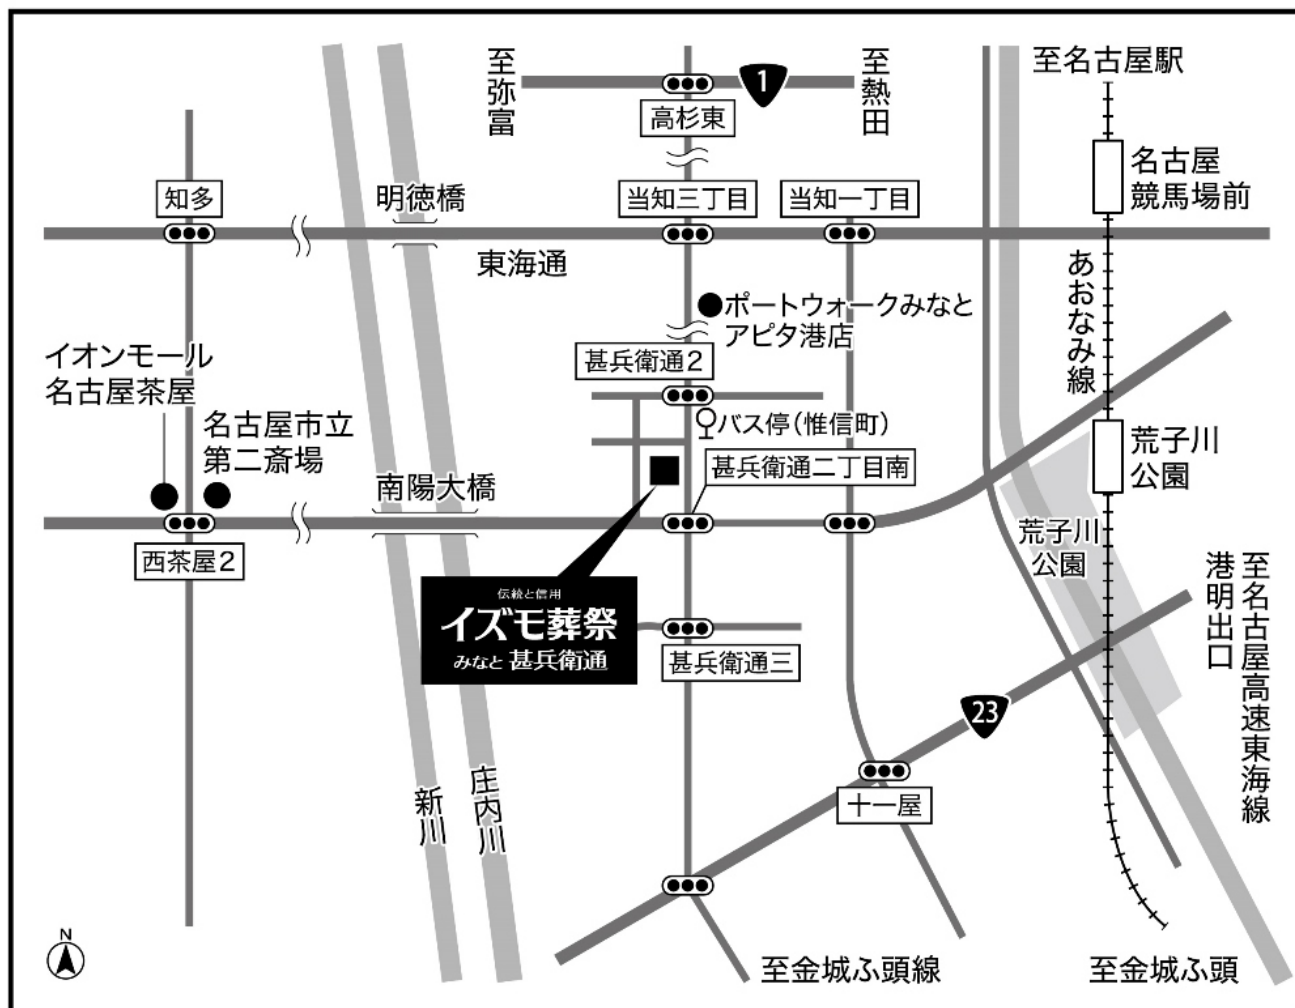 至弥富
1
至熱田
至名古屋駅
高杉東
名古屋
競馬場前
知多
明徳橋
当知三丁目
当知一丁目
東海通
あおなみ線
ポートウォークみなと
アピタ港店
イオンモール
名古屋茶屋
甚兵衛通2
名古屋市立
第二斎場
バス停(惟信町)
荒子川
公園
甚兵衛通二丁目南
南陽大橋
西茶屋2
荒子川
公園
至名古屋高速東海線
港明出口
伝統と信用
イズモ葬祭
みなと 甚兵衛通
甚兵衛通三
23
新川
庄内川
十一屋
N
至金城ふ頭線
至金城ふ頭